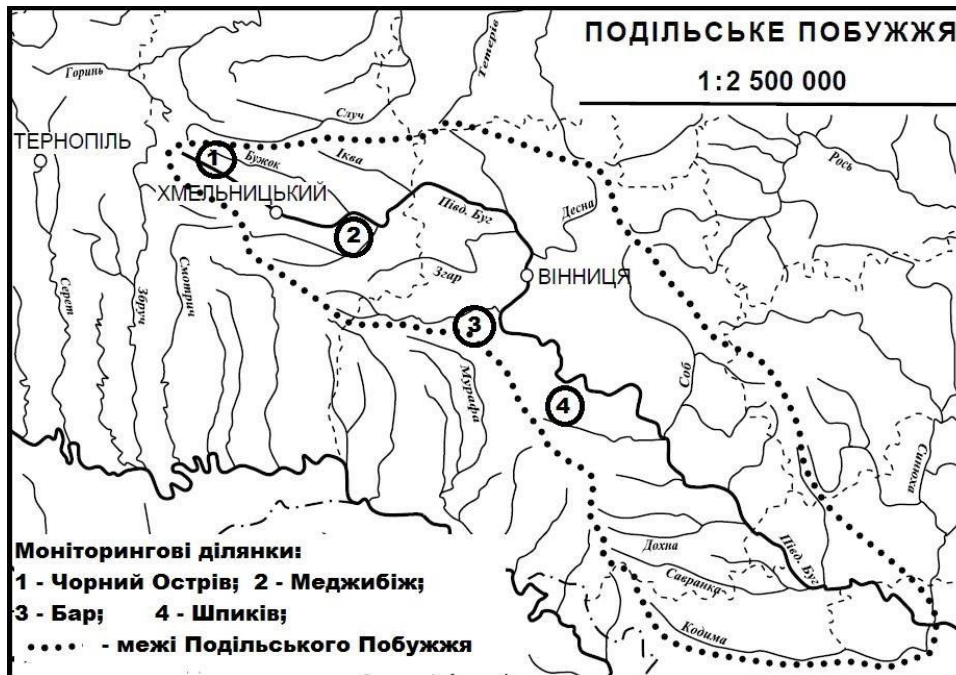 ПОДІЛЬСЬКЕ ПОБУЖЖЯ
1:2 500 000
Горинь
Тетерів
Случ
ТЕРНОПІЛЬ
1
Бужок
Іква
Рось
ХМЕЛЬНИЦЬКИЙ
Півд. Буг
Десна
2
Згар
ВІННИЦЯ
Серет
Збруч
Смотрич
3
Мурафа
Соб
4
Синюха
Дохна
Півд. Буг
Савранка
Кодима
Моніторингові ділянки:
1 - Чорний Острів; 2 - Меджибіж;
3 - Бар; 4 - Шпиків;
- межі Подільського Побужжя